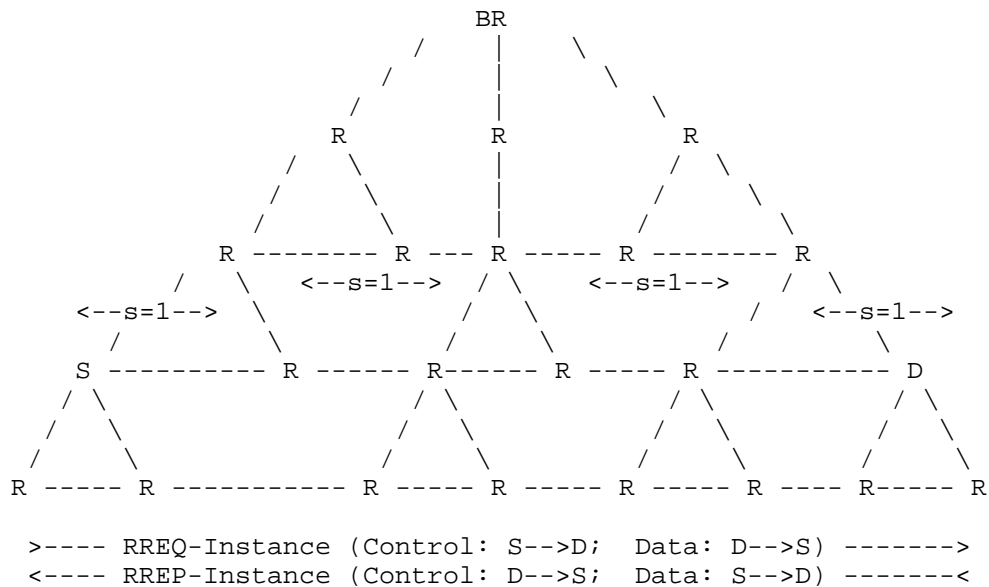 BR
R R R
R -------- R --- R ----- R -------- R
<--s=1--> <--s=1-->
<--s=1--> <--s=1-->
S ---------- R ------ R------ R ----- R ----------- D
R ----- R ----------- R ----- R ----- R ----- R ---- R----- R
>---- RREQ-Instance (Control: S-->D; Data: D-->S) ------->
<---- RREP-Instance (Control: D-->S; Data: S-->D) -------<